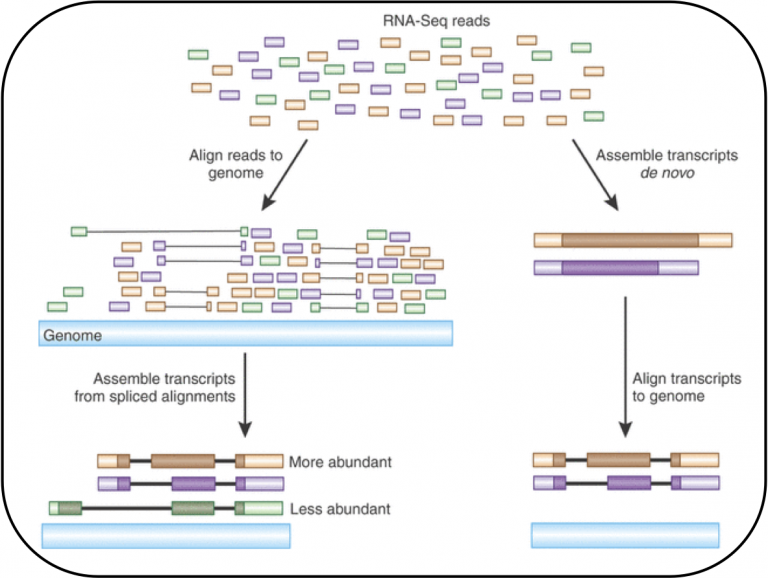 RNA-Seq reads
Align reads to
genome
Assemble transcripts
de novo
Genome
Assemble transcripts
from spliced alignments
Align transcripts
to genome
More abundant
Less abundant